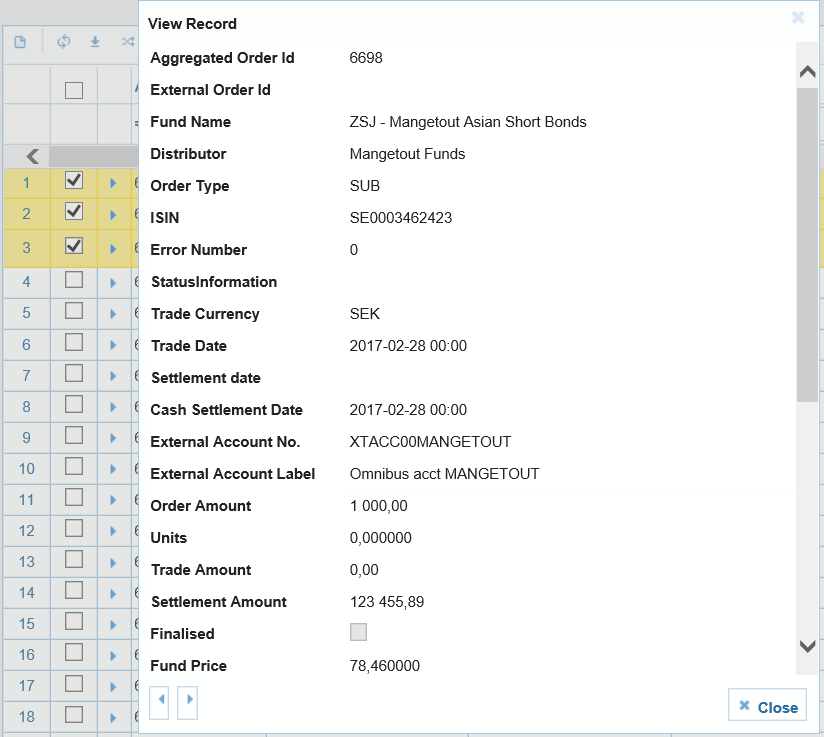 View Record
Aggregated Order Id 6698
External Order Id
Fund Name ZSJ - Mangetout Asian Short Bonds
Distributor Mangetout Funds
Order Type SUB
ISIN SE0003462423
Error Number 0
StatusInformation
Trade Currency SEK
Trade Date 2017-02-28 00:00
Settlement date
Cash Settlement Date 2017-02-28 00:00
External Account No. XTACC00MANGETOUT
External Account Label Omnibus acct MANGETOUT
Order Amount 1 000,00
Units 0,000000
Trade Amount 0,00
Settlement Amount 123 455,89
Finalised
Fund Price 78,460000
Close
1
2
3
4
5
6
7
8
9
10
11
12
13
14
15
16
17
18